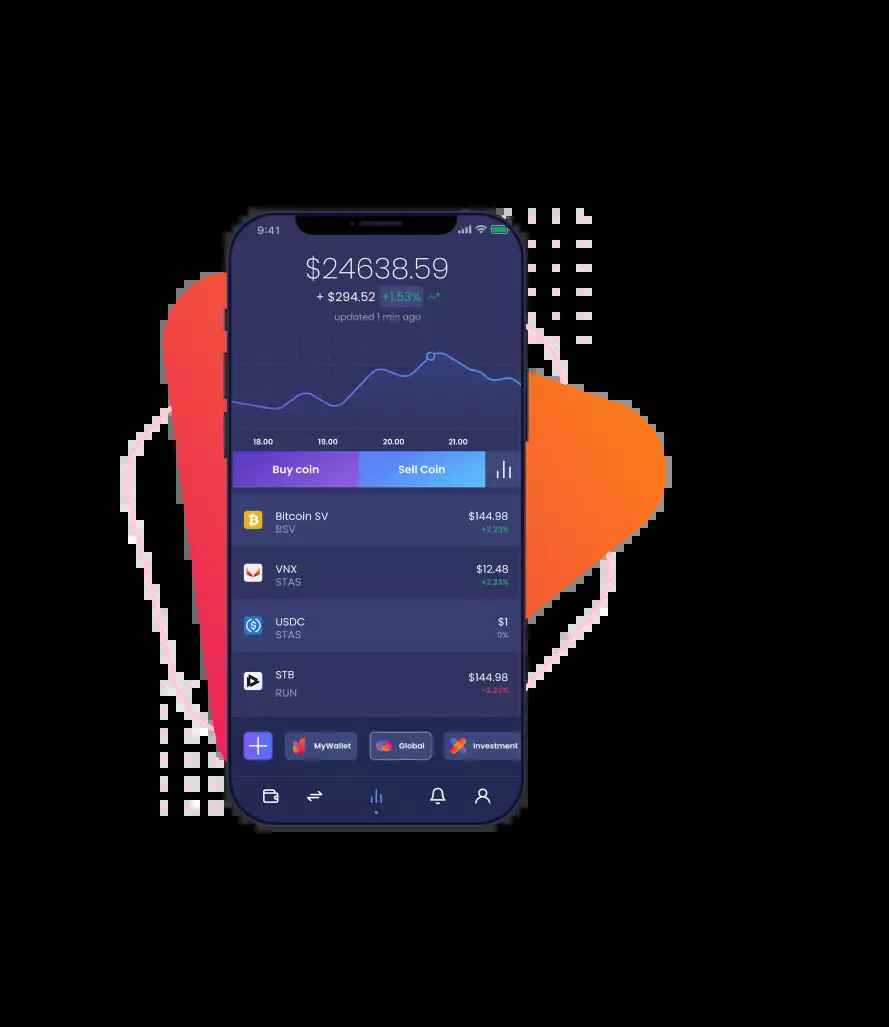 9:41
$24638.59
+ $294.52 +1.53%
updated 1 min ago
18.00 19.00 20.00 21.00
Buy coin Sell Coin
Bitcoin SV $144.98
BSV +2.23%
VNX $12.48
STAS +2.23%
USDC $1
STAS 0%
STB $144.98
RUN -2.23%
MyWallet Global Investment